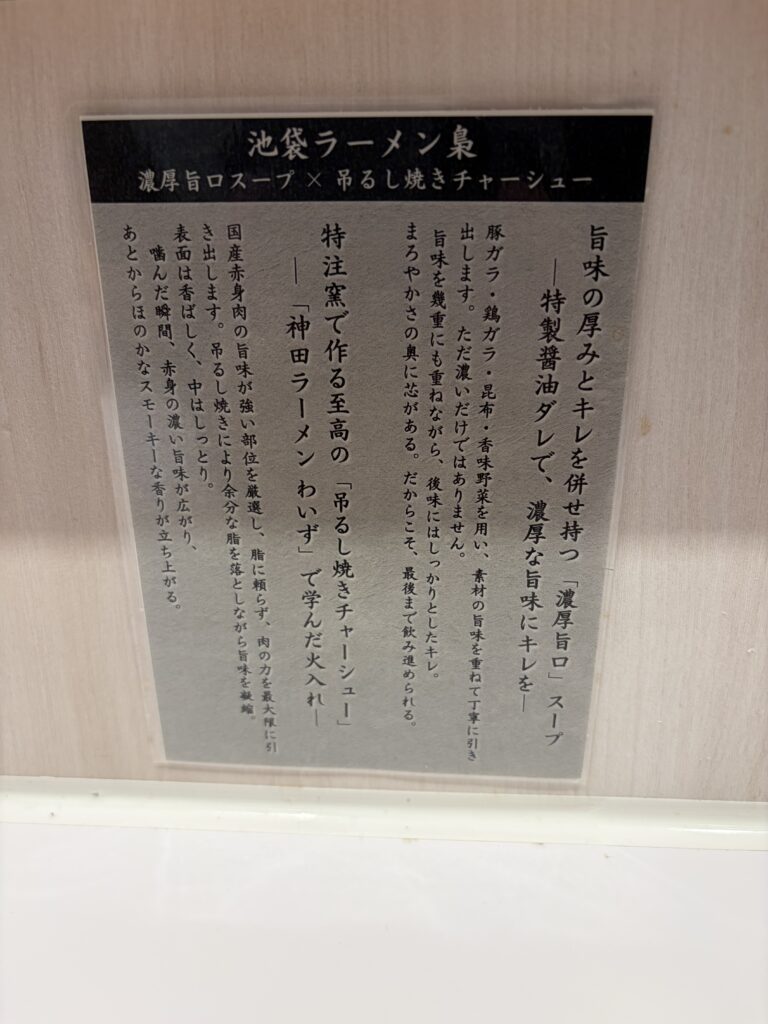 池袋ラーメン梟
濃厚旨口スープ × 吊るし焼きチャーシュー
旨味の厚みとキレを併せ持つ「濃厚旨口」スープ
―特製醤油ダレで、濃厚な旨味にキレを―
豚ガラ・鶏ガラ・昆布・香味野菜を用い、素材の旨味を重ねて丁寧に引き
出します。ただ濃いだけではありません。
旨味を幾重にも重ねながら、後味にはしっかりとしたキレ。
まろやかさの奥に芯がある。だからこそ、最後まで飲み進められる。
特注窯で作る至高の「吊るし焼きチャーシュー」
―「神田ラーメン わいず」で学んだ火入れ―
国産赤身肉の旨味が強い部位を厳選し、脂に頼らず、肉の力を最大限に引
き出します。吊るし焼きにより余分な脂を落としながら旨味を凝縮。
表面は香ばしく、中はしっとり。
噛んだ瞬間、赤身の濃い旨味が広がり、
あとからほのかなスモーキーな香りが立ち上がる。